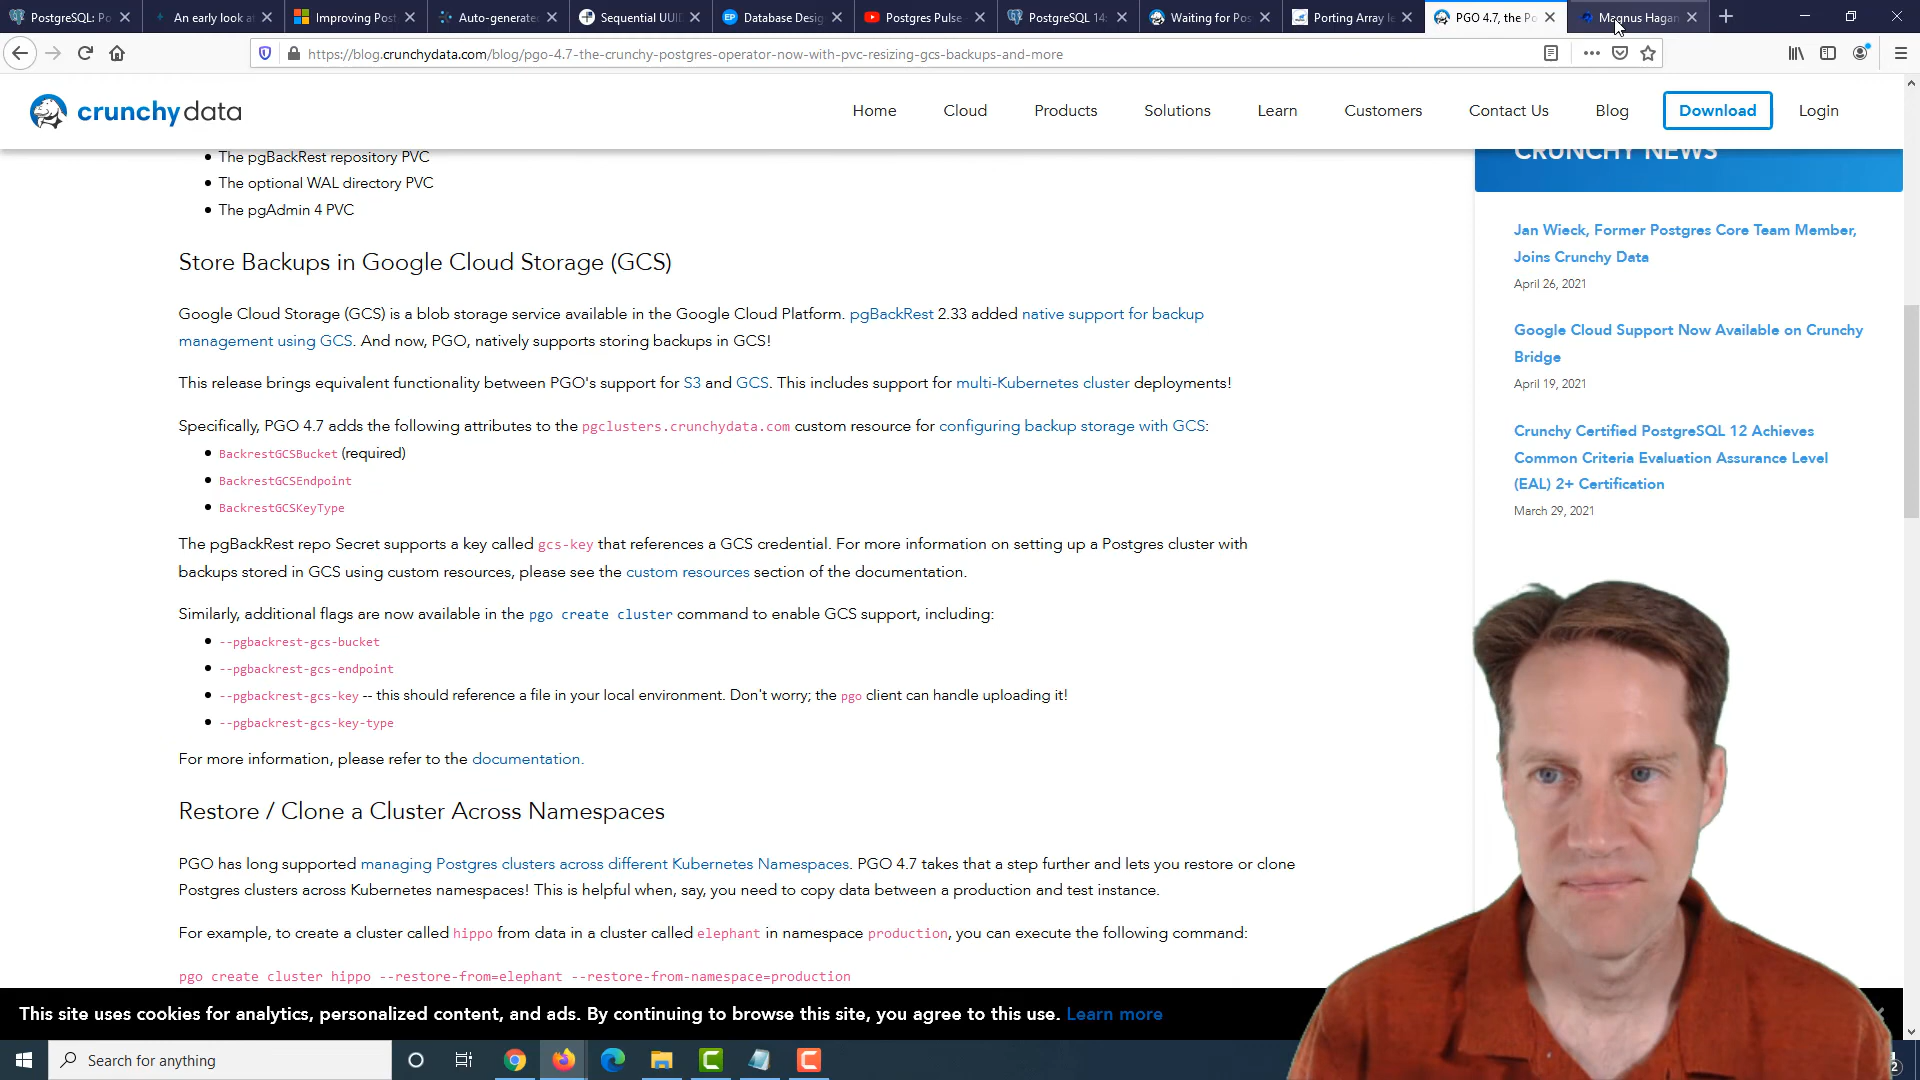 PostgreSQL: Po
An early look a
Improving Post
Auto-generate
Sequential UUI
Database Desig
Postgres Pulse
PostgreSQL 14:
Waiting for Pos
Porting Array le
PGO 4.7, the Po
Magnus Hagan
https://blog.crunchydata.com/blog/pgo-4.7-the-crunchy-postgres-operator-now-with-pvc-resizing-gcs-backups-and-more
crunchydata
Home
Cloud
Products
Solutions
Learn
Customers
Contact Us
Blog
Download
Login
The pgBackRest repository PVC
The optional WAL directory PVC
The pgAdmin 4 PVC
Store Backups in Google Cloud Storage (GCS)
Google Cloud Storage (GCS) is a blob storage service available in the Google Cloud Platform. pgBackRest 2.33 added native support for backup
management using GCS. And now, PGO, natively supports storing backups in GCS!
This release brings equivalent functionality between PGO's support for S3 and GCS. This includes support for multi-Kubernetes cluster deployments!
Specifically, PGO 4.7 adds the following attributes to the pgclusters.crunchydata.com custom resource for configuring backup storage with GCS:
BackrestGCSBucket (required)
BackrestGCSEndpoint
BackrestGCSKeyType
The pgBackRest repo Secret supports a key called gcs-key that references a GCS credential. For more information on setting up a Postgres cluster with
backups stored in GCS using custom resources, please see the custom resources section of the documentation.
Similarly, additional flags are now available in the pgo create cluster command to enable GCS support, including:
--pgbackrest-gcs-bucket
--pgbackrest-gcs-endpoint
--pgbackrest-gcs-key -- this should reference a file in your local environment. Don't worry; the pgo client can handle uploading it!
--pgbackrest-gcs-key-type
For more information, please refer to the documentation.
Restore / Clone a Cluster Across Namespaces
PGO has long supported managing Postgres clusters across different Kubernetes Namespaces. PGO 4.7 takes that a step further and lets you restore or clone
Postgres clusters across Kubernetes namespaces! This is helpful when, say, you need to copy data between a production and test instance.
For example, to create a cluster called hippo from data in a cluster called elephant in namespace production, you can execute the following command:
pgo create cluster hippo --restore-from=elephant --restore-from-namespace=production
CRUNCHY NEWS
Jan Wieck, Former Postgres Core Team Member,
Joins Crunchy Data
April 26, 2021
Google Cloud Support Now Available on Crunchy
Bridge
April 19, 2021
Crunchy Certified PostgreSQL 12 Achieves
Common Criteria Evaluation Assurance Level
(EAL) 2+ Certification
March 29, 2021
This site uses cookies for analytics, personalized content, and ads. By continuing to browse this site, you agree to this use. Learn more
Search for anything